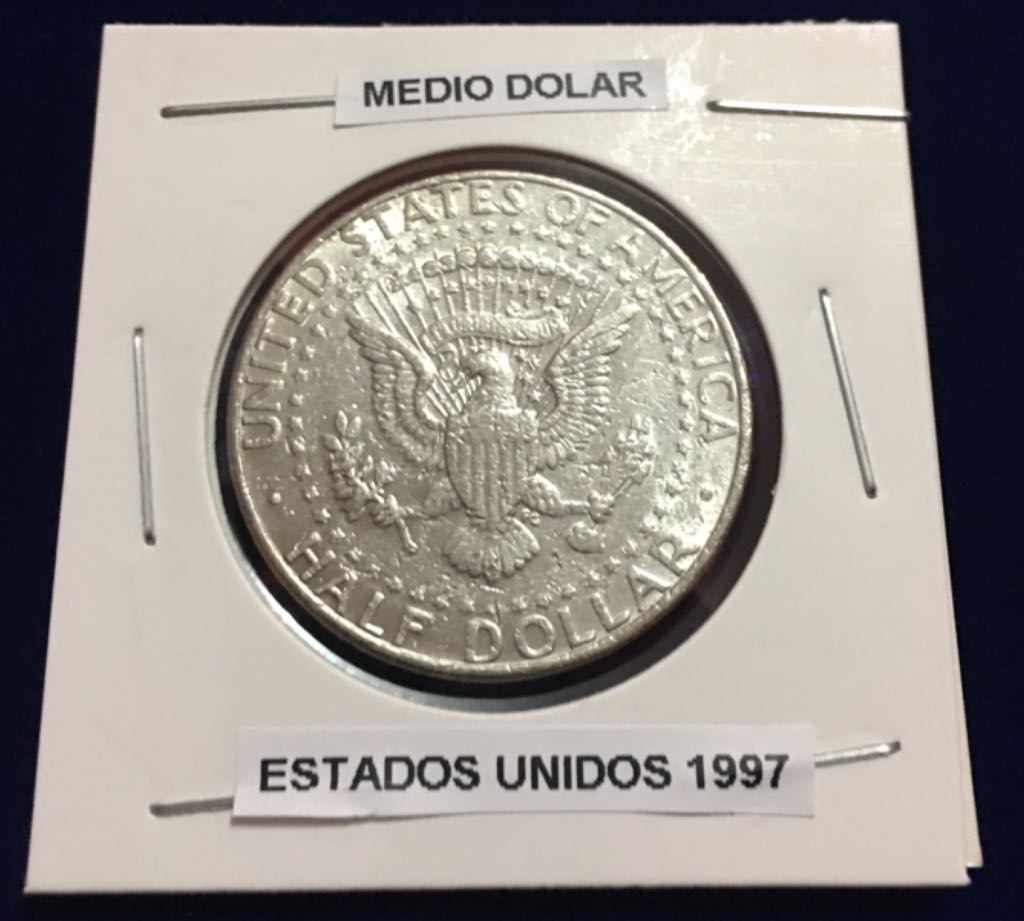 MEDIO DOLAR
UNITED STATES OF AMERICA
HALF DOLLAR
ESTADOS UNIDOS 1997